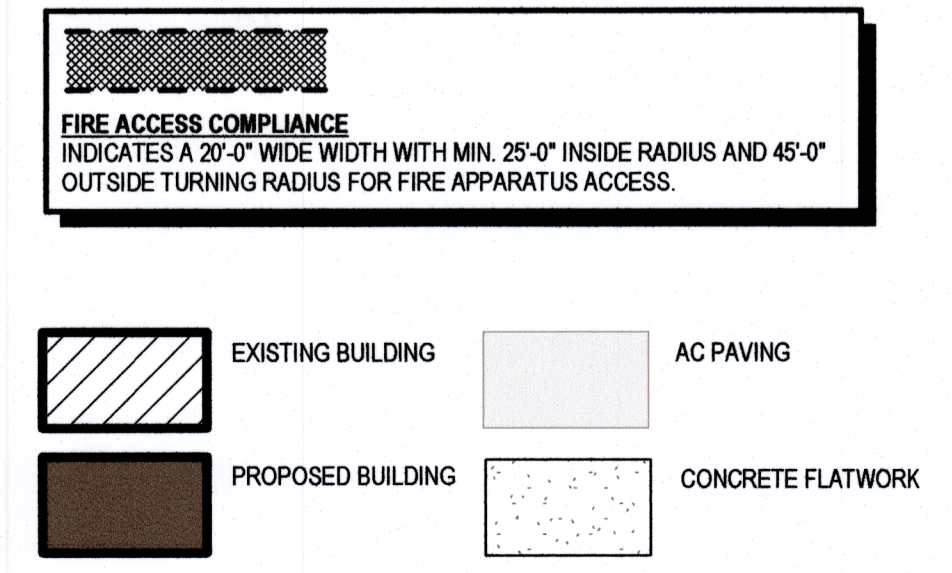 FIRE ACCESS COMPLIANCE
INDICATES A 20'-0" WIDE WIDTH WITH MIN. 25'-0" INSIDE RADIUS AND 45'-0"
OUTSIDE TURNING RADIUS FOR FIRE APPARATUS ACCESS.
EXISTING BUILDING
AC PAVING
PROPOSED BUILDING
CONCRETE FLATWORK